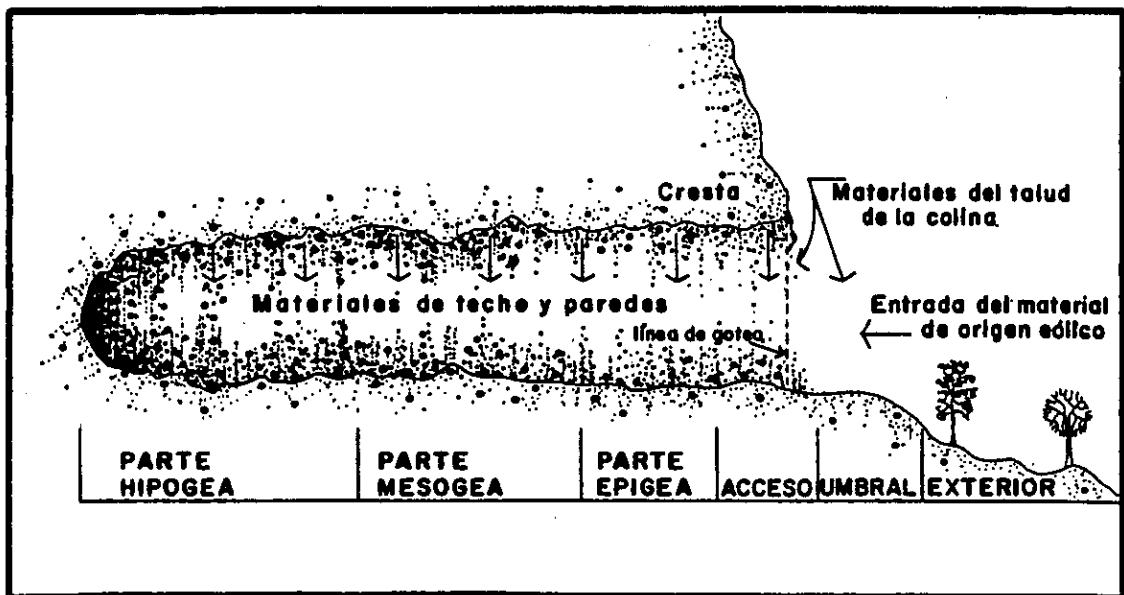 Cresta
Materiales del talud
de la colina
Materiales de techo y paredes
línea de goteo
Entrada del material
de origen eólico
PARTE
HIPOGEA
PARTE
MESOGEA
PARTE
EPIGEA
ACCESO
UMBRAL
EXTERIOR